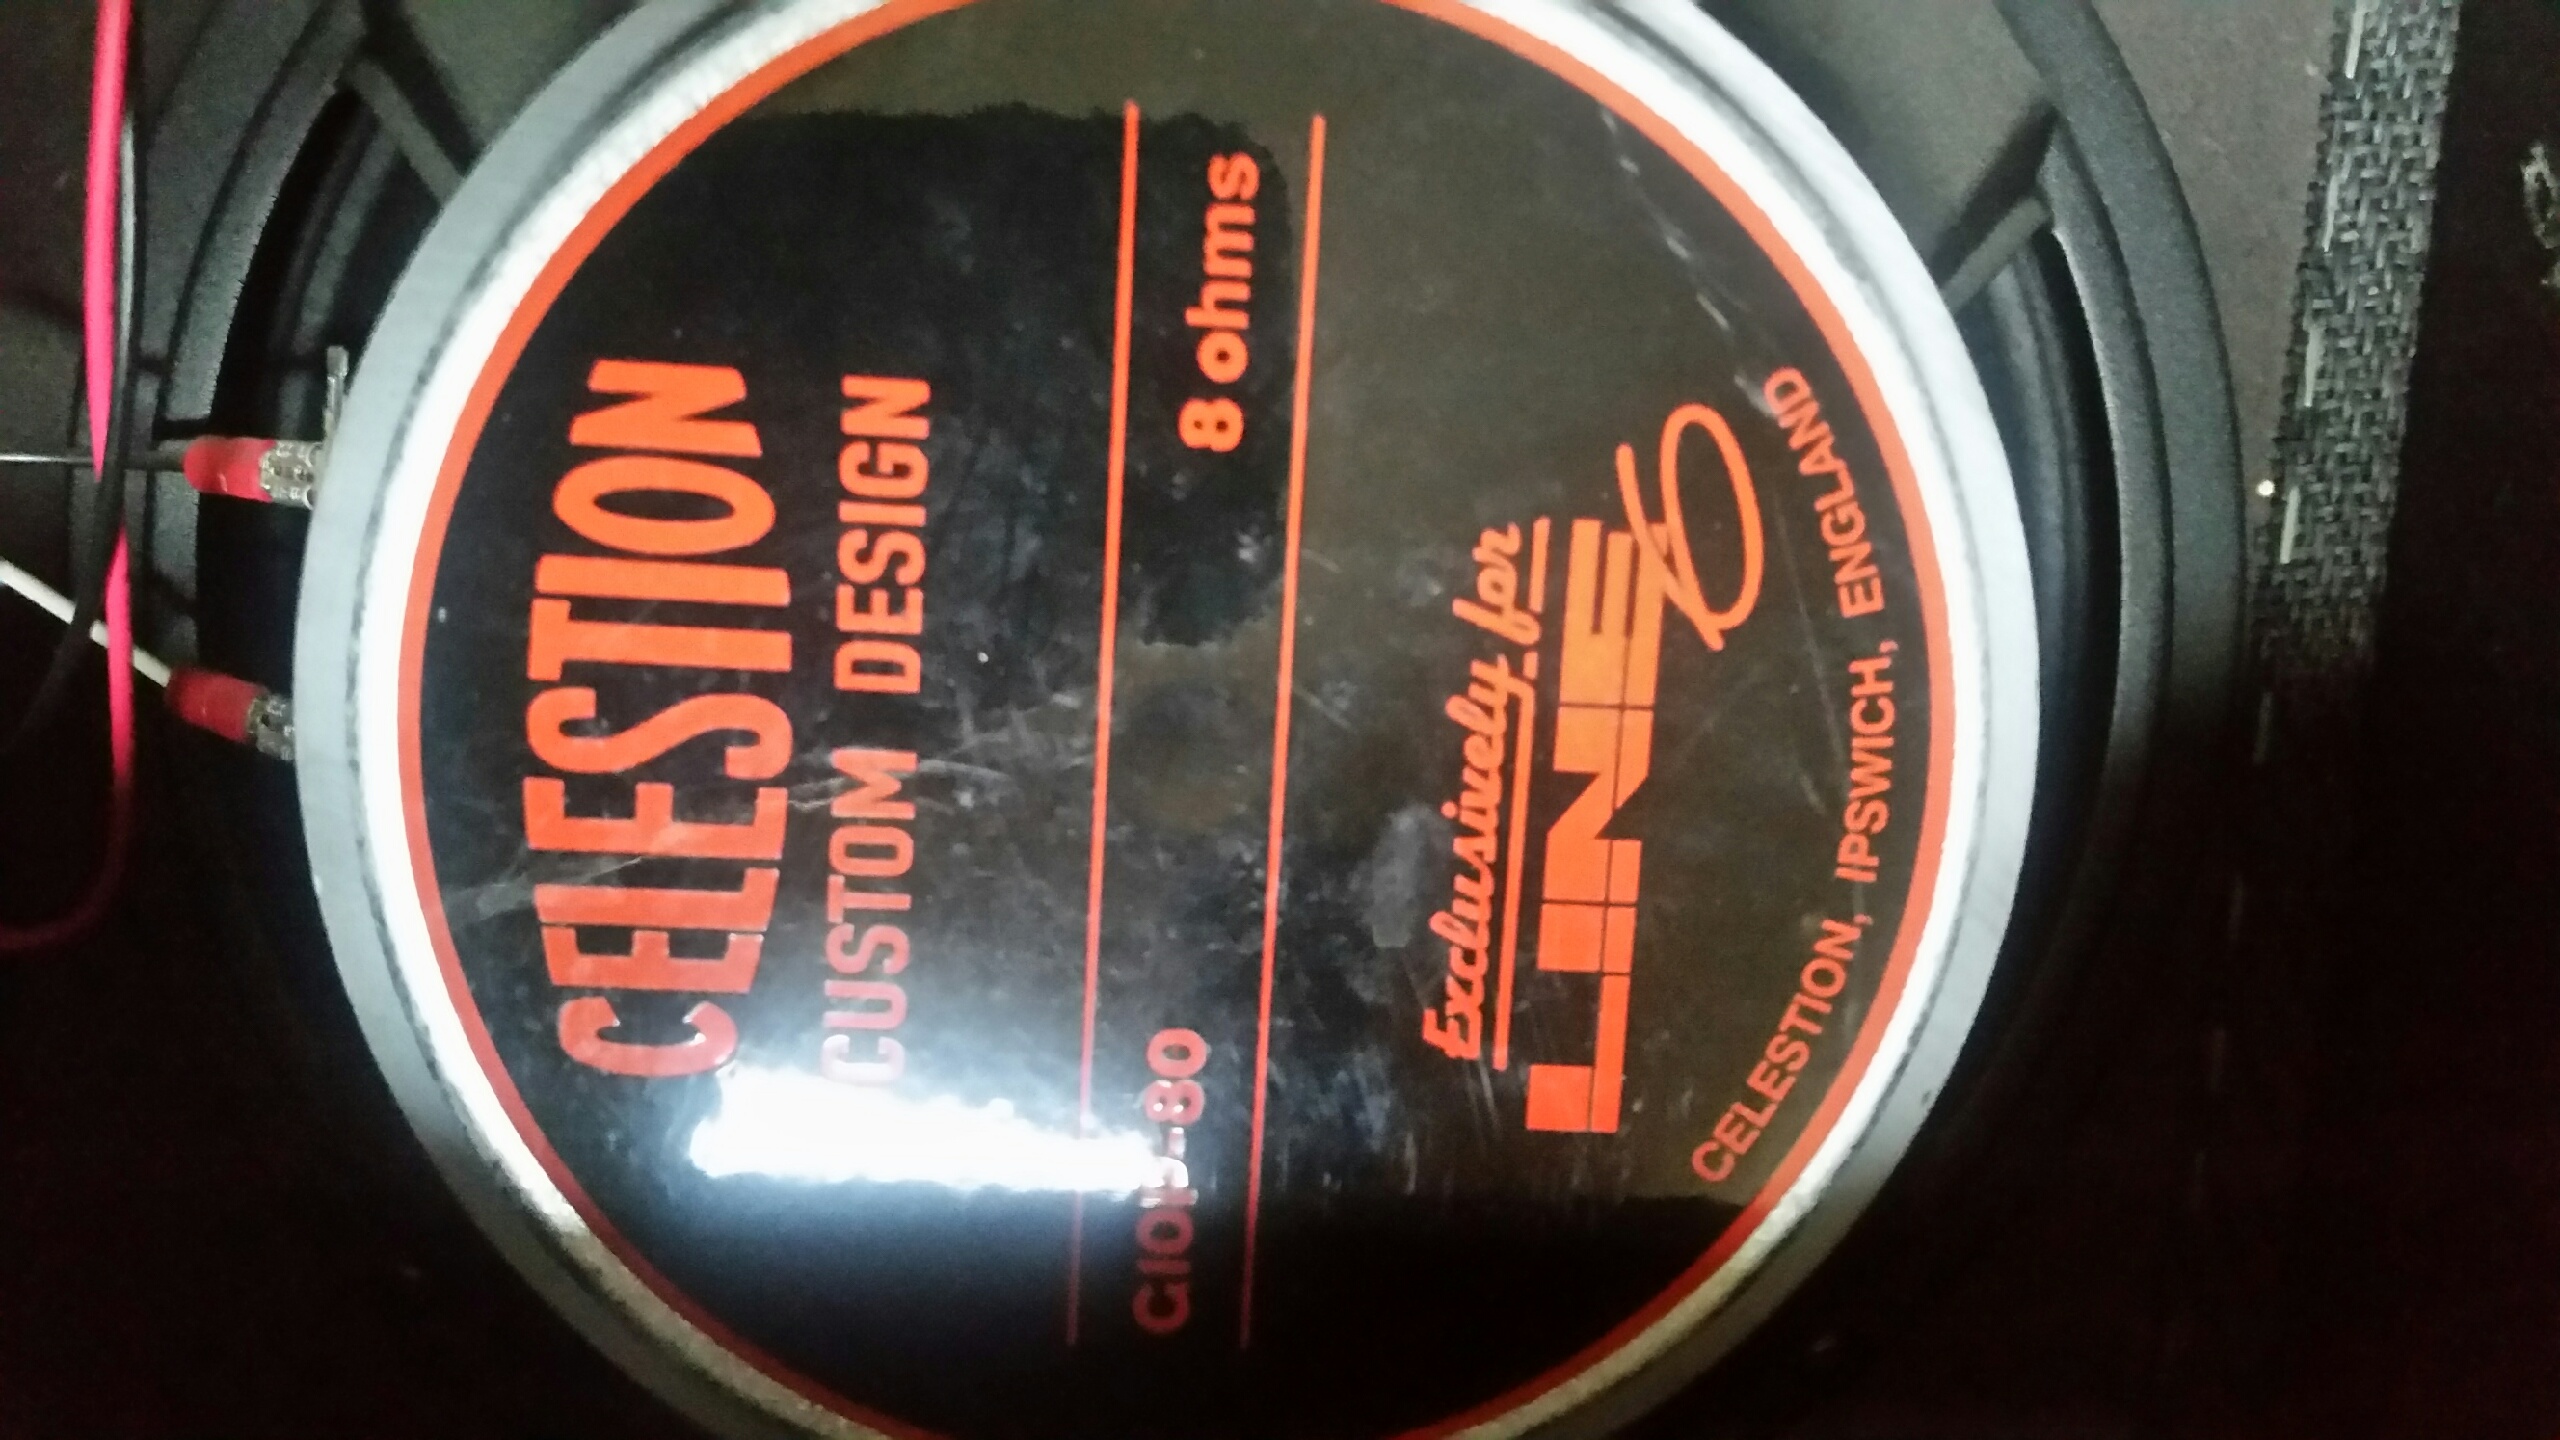 CELESTION
CUSTOM DESIGN
8 ohms
Exclusively for
LINE 6
CELESTION, IPSWICH, ENGLAND